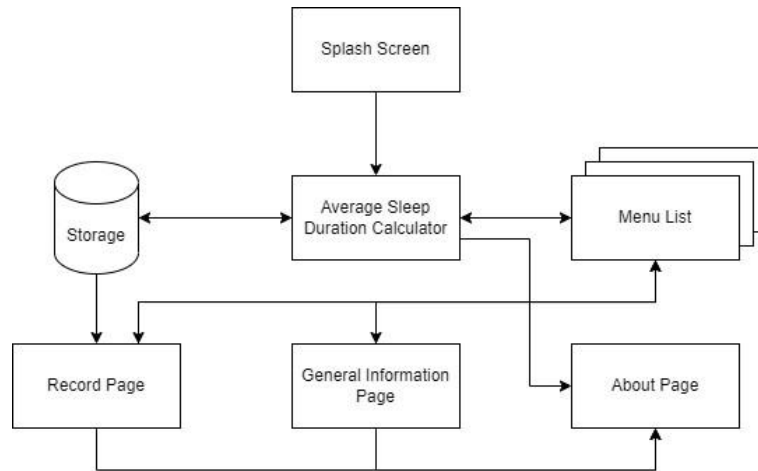 Splash Screen
Storage
Average Sleep
Duration Calculator
Menu List
Record Page
General Information
Page
About Page